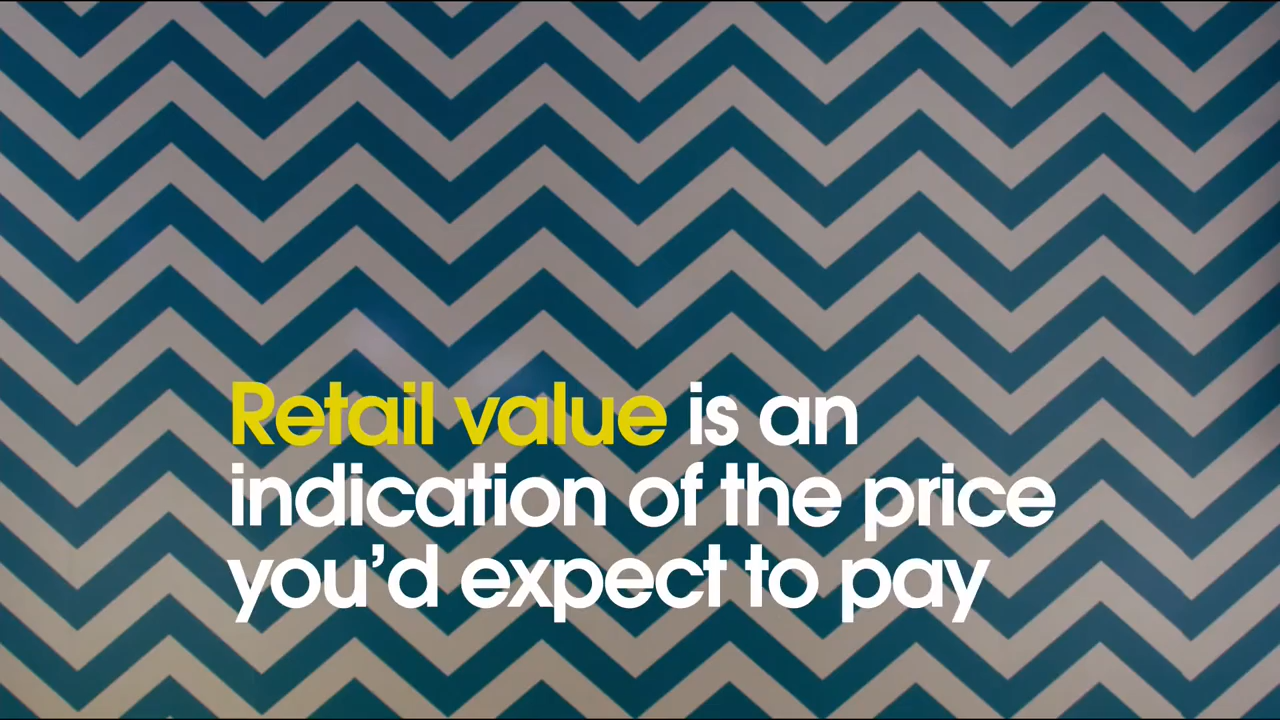 Retail value is an
indication of the price
you'd expect to pay